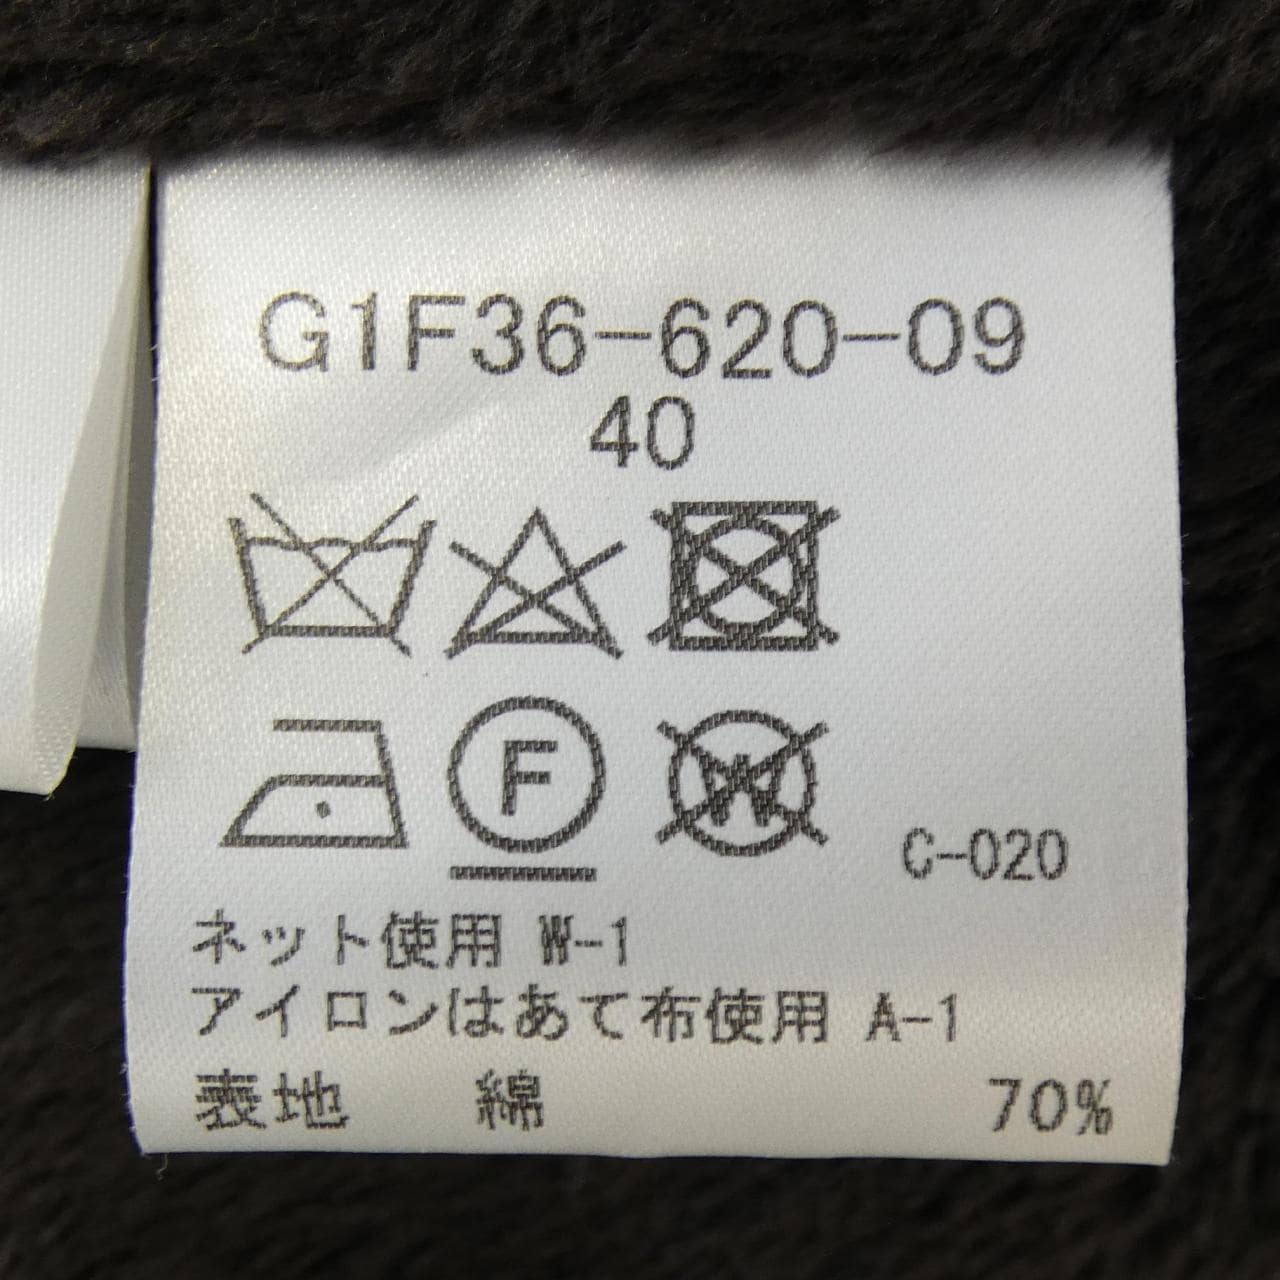 G1F36-620-09
40
F
W
C-020
ネット使用 W-1
アイロンはあて布使用 A-1
表地 綿 70%